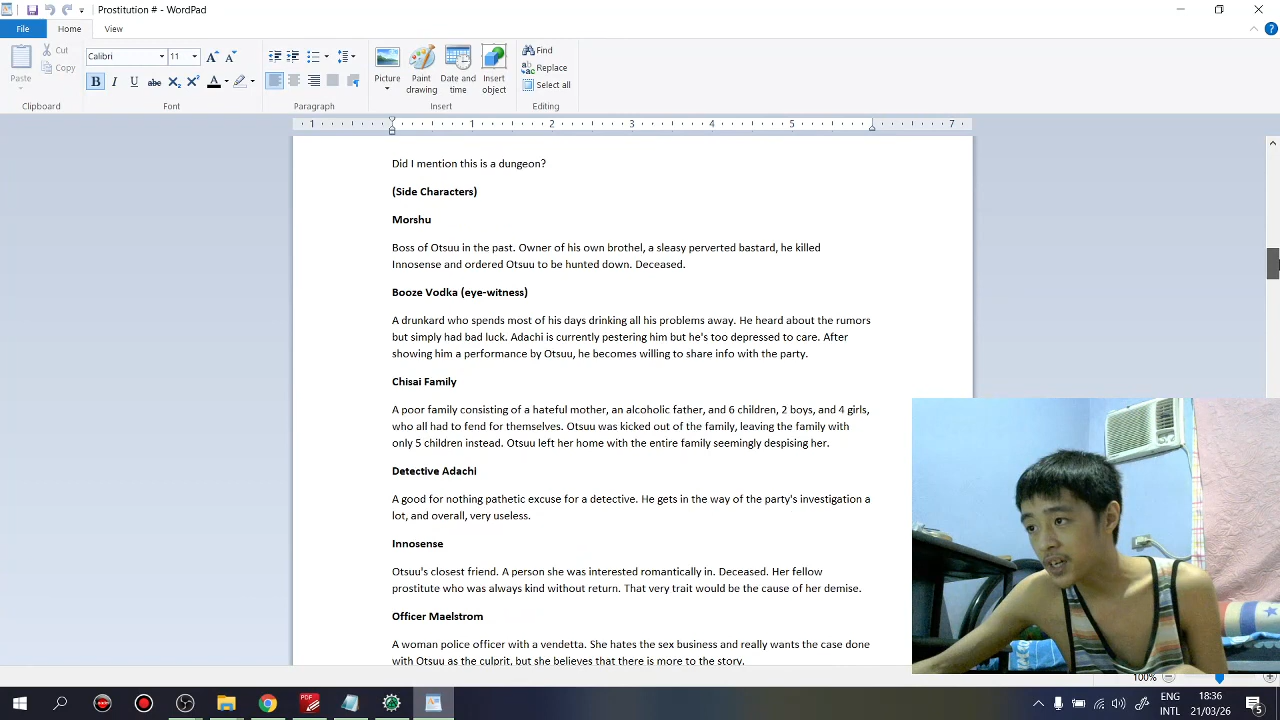 Prostitution # - WordPad
File
Home
View
Paste
Cut
Copy
Clipboard
Calibri
11
Font
Paragraph
Picture
Paint drawing
Date and time
Insert object
Insert
Find
Replace
Select all
Editing
1 1 2 3 4 5 7
Did I mention this is a dungeon?
(Side Characters)
Morshu
Boss of Otsuu in the past. Owner of his own brothel, a sleasy perverted bastard, he killed
Innosense and ordered Otsuu to be hunted down. Deceased.
Booze Vodka (eye-witness)
A drunkard who spends most of his days drinking all his problems away. He heard about the rumors
but simply had bad luck. Adachi is currently pestering him but he's too depressed to care. After
showing him a performance by Otsuu, he becomes willing to share info with the party.
Chisai Family
A poor family consisting of a hateful mother, an alcoholic father, and 6 children, 2 boys, and 4 girls,
who all had to fend for themselves. Otsuu was kicked out of the family, leaving the family with
only 5 children instead. Otsuu left her home with the entire family seemingly despising her.
Detective Adachi
A good for nothing pathetic excuse for a detective. He gets in the way of the party's investigation a
lot, and overall, very useless.
Innosense
Otsuu's closest friend. A person she was interested romantically in. Deceased. Her fellow
prostitute who was always kind without return. That very trait would be the cause of her demise.
Officer Maelstrom
A woman police officer with a vendetta. She hates the sex business and really wants the case done
with Otsuu as the culprit, but she believes that there is more to the story.
100%
ENG
INTL
18:36
21/03/26